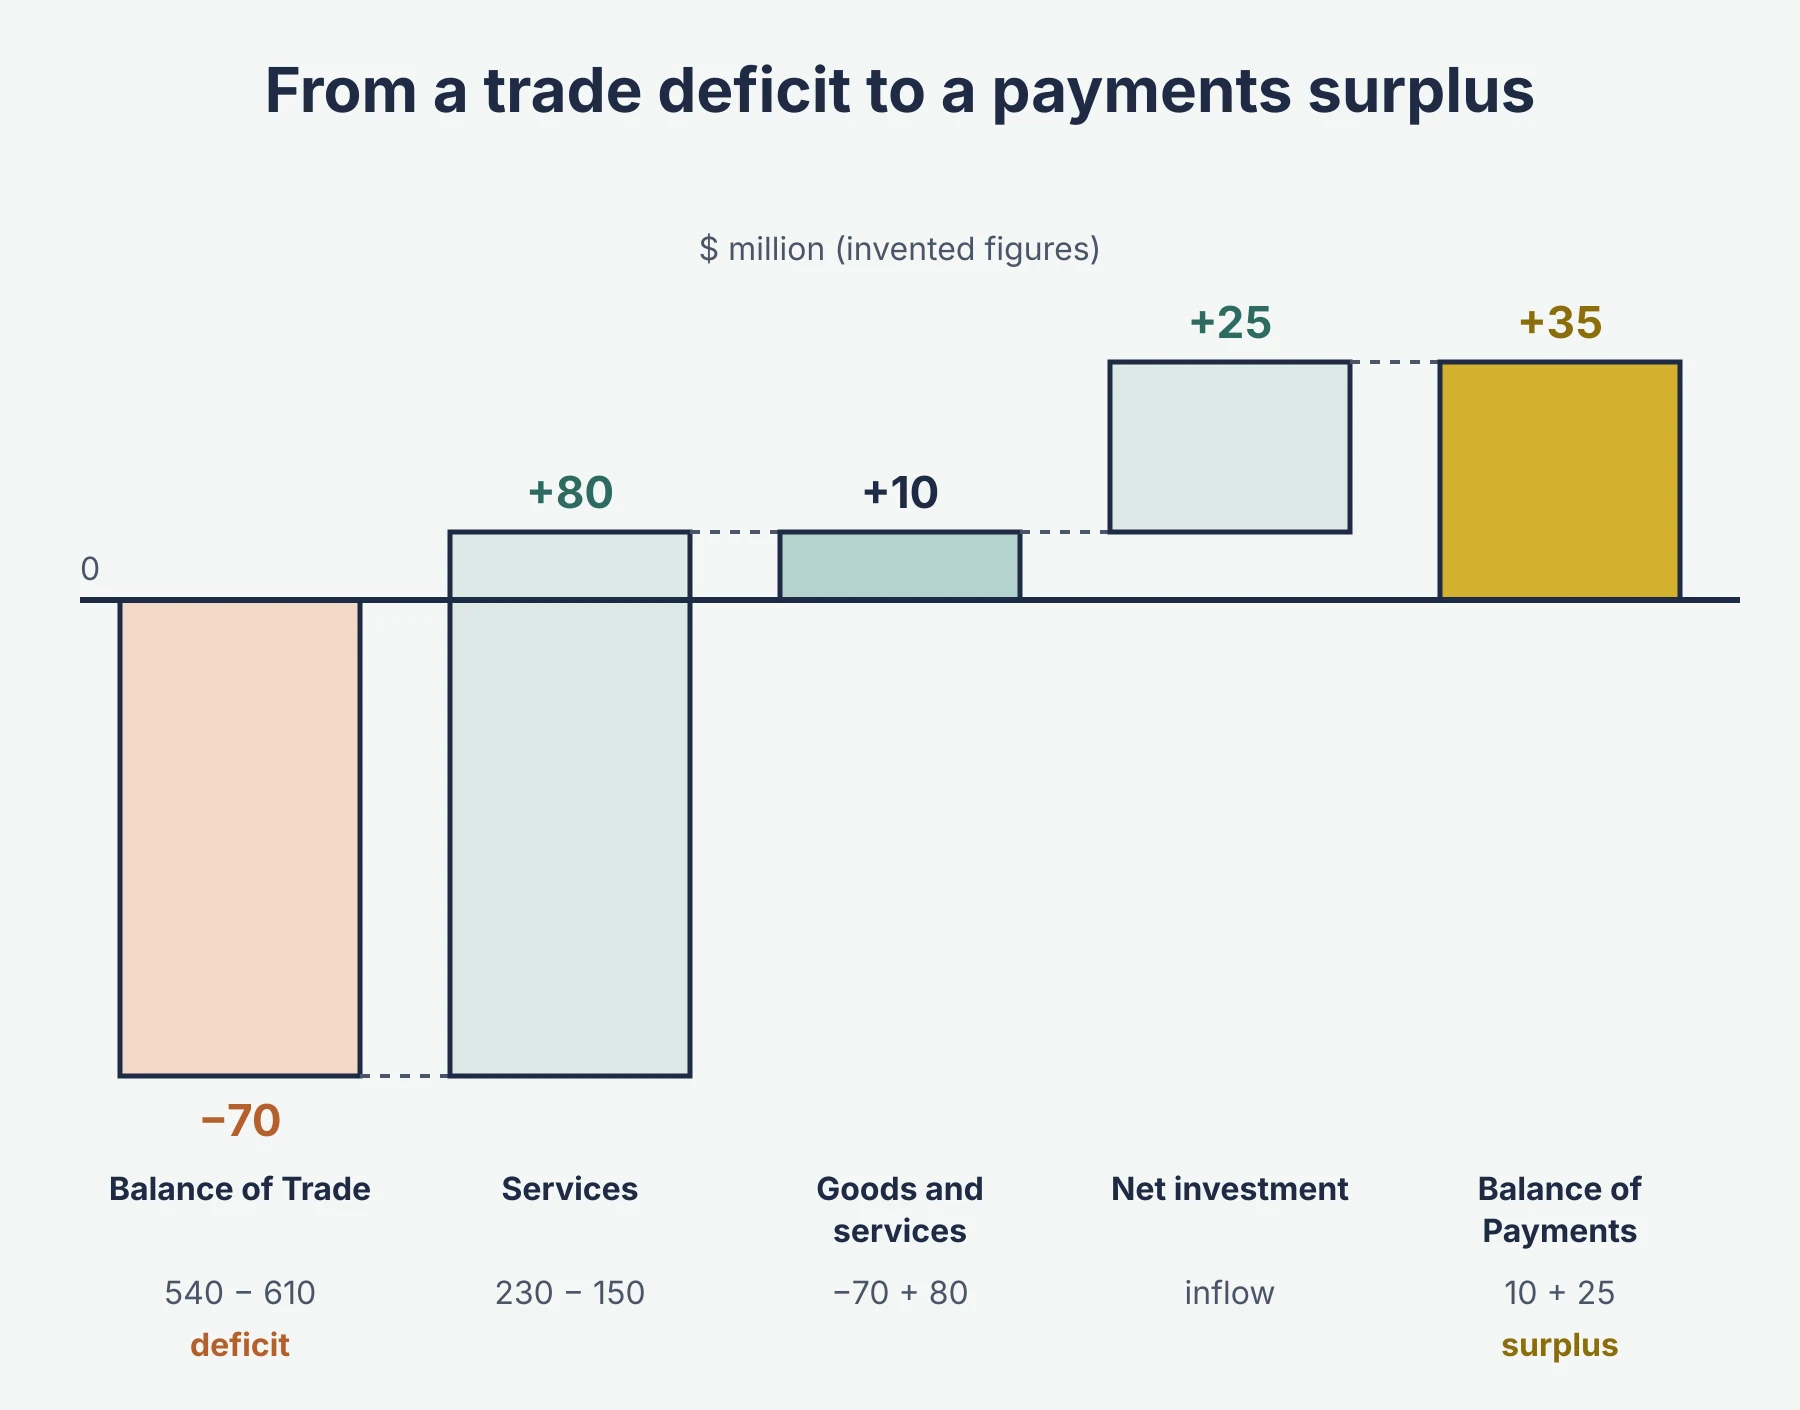 From a trade deficit to a payments surplus
$ million (invented figures)
+25
+35
+80
+10
0
−70
Balance of Trade
540 − 610
deficit
Services
230 − 150
Goods and
services
−70 + 80
Net investment
inflow
Balance of
Payments
10 + 25
surplus